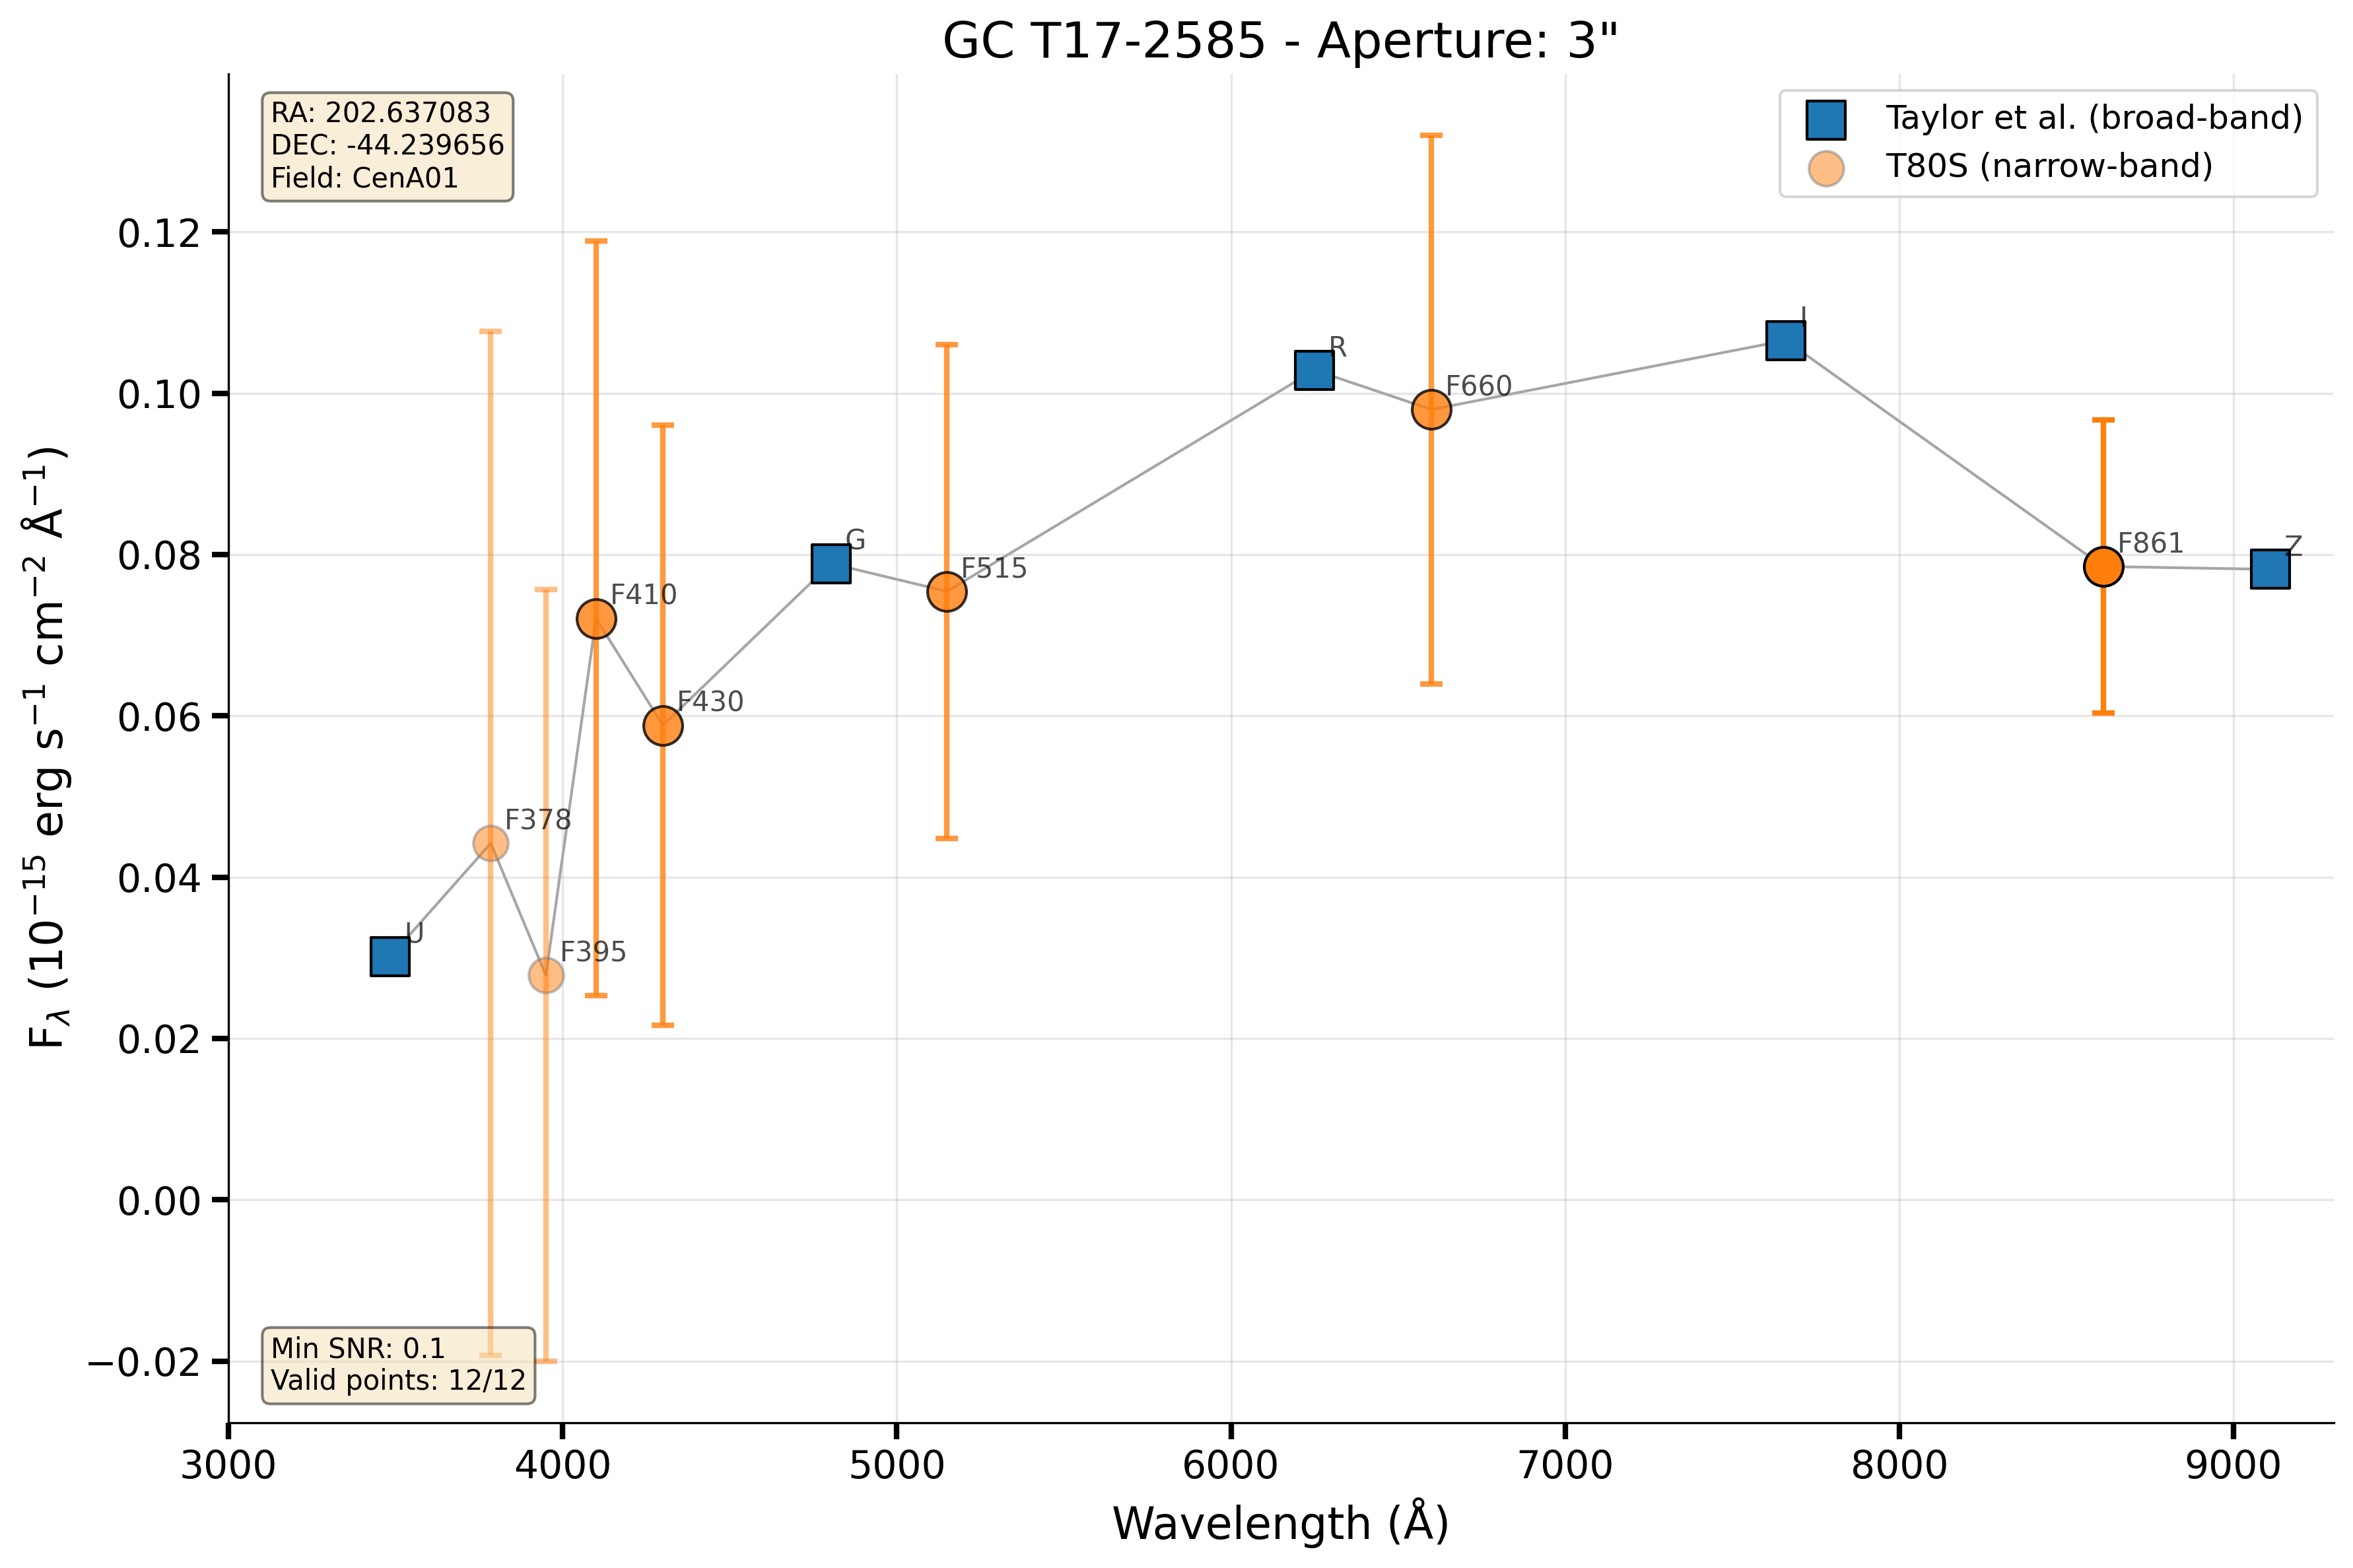 GC T17-2585 - Aperture: 3"
RA: 202.637083
DEC: -44.239656
Field: CenA01
Taylor et al. (broad-band)
T80S (narrow-band)
F_λ (10⁻¹⁵ erg s⁻¹ cm⁻² Å⁻¹)
0.12
0.10
0.08
0.06
0.04
0.02
0.00
−0.02
U
F378
F395
F410
F430
G
F515
R
F660
I
F861
Z
Min SNR: 0.1
Valid points: 12/12
3000
4000
5000
6000
7000
8000
9000
Wavelength (Å)